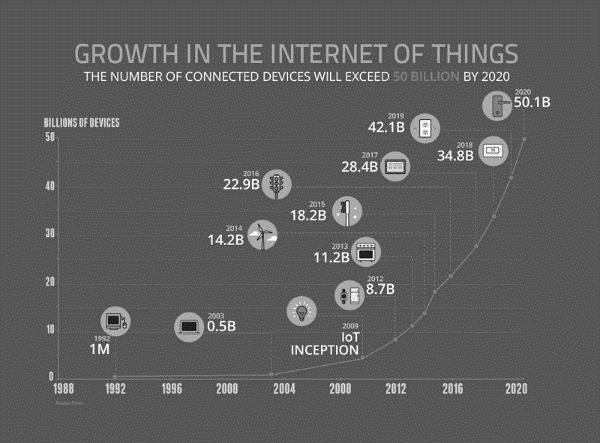 GROWTH IN THE INTERNET OF THINGS
THE NUMBER OF CONNECTED DEVICES WILL EXCEED 50 BILLION BY 2020
BILLIONS OF DEVICES
50
40
30
20
10
0
1992
1M
2003
0.5B
2009
IoT
INCEPTION
2012
8.7B
2013
11.2B
2014
14.2B
2015
18.2B
2016
22.9B
2017
28.4B
2018
34.8B
2019
42.1B
2020
50.1B
1988
1992
1996
2000
2004
2008
2012
2016
2020